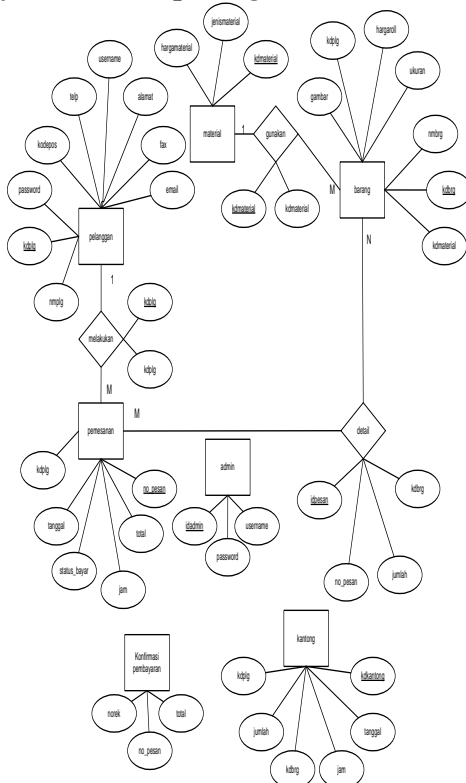 jenismaterial
hargamaterial
kdmaterial
username
telp
alamat
kodepos
fax
password
email
kdplg
pelanggan
nmplg
material
1
gunakan
kdmaterial
kdmaterial
kdplg
hargaroll
gambar
ukuran
nmbrg
M
barang
kdbrg
N
kdmaterial
1
melakukan
kdplg
kdplg
M
M
pemesanan
kdplg
no_pesan
tanggal
total
status_bayar
jam
admin
idadmin
username
password
detail
idpesan
kdbrg
no_pesan
jumlah
Konfirmasi
pembayaran
norek
total
no_pesan
kantong
kdplg
kdkantong
jumlah
tanggal
kdbrg
jam